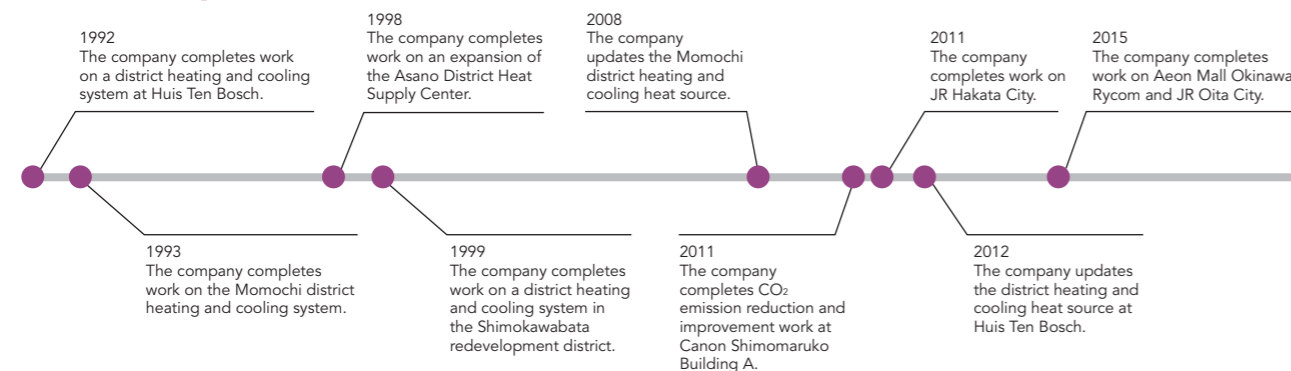 1992
The company completes work
on a district heating and cooling
system at Huis Ten Bosch.
1993
The company completes
work on the Momochi district
heating and cooling system.
1998
The company completes
work on an expansion of
the Asano District Heat
Supply Center.
1999
The company completes
work on a district heating
and cooling system in
the Shimokawabata
redevelopment district.
2008
The company
updates the Momochi
district heating and
cooling heat source.
2011
The company
completes CO₂
emission reduction and
improvement work at
Canon Shimomaruko
Building A.
2011
The company
completes work on
JR Hakata City.
2012
The company updates
the district heating and
cooling heat source at
Huis Ten Bosch.
2015
The company completes
work on Aeon Mall Okinawa
Rycom and JR Oita City.